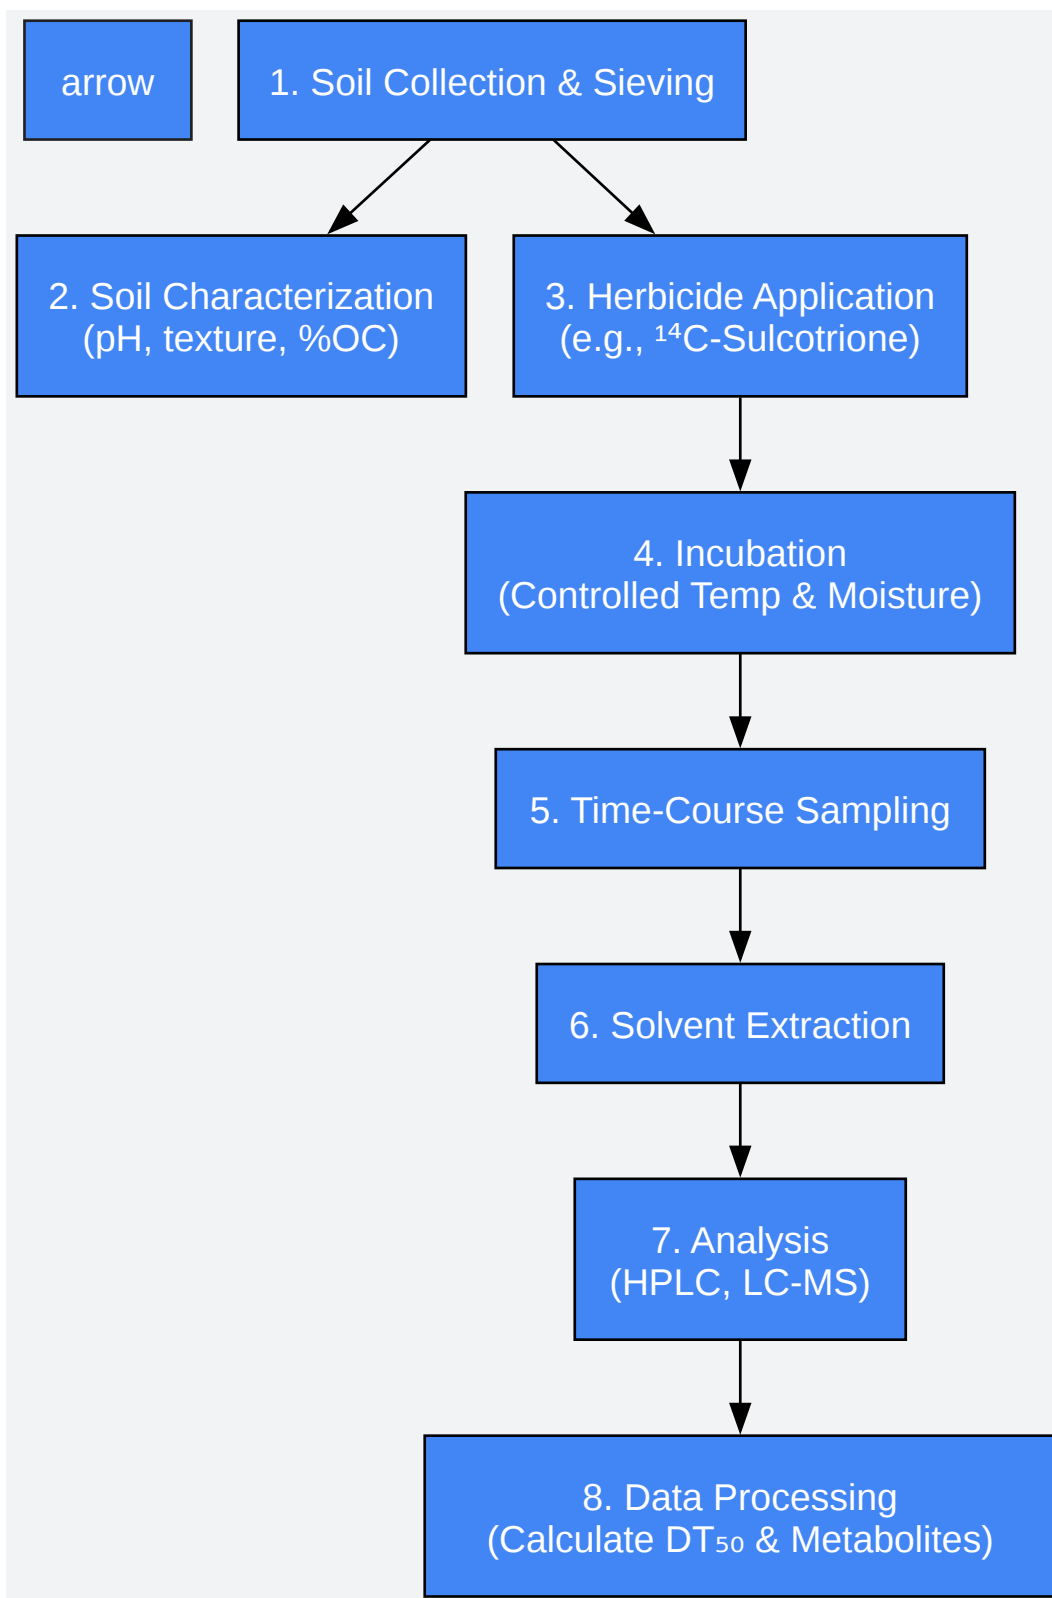 arrow
1. Soil Collection & Sieving
2. Soil Characterization
(pH, texture, %OC)
3. Herbicide Application
(e.g., ¹⁴C-Sulcotrione)
4. Incubation
(Controlled Temp & Moisture)
5. Time-Course Sampling
6. Solvent Extraction
7. Analysis
(HPLC, LC-MS)
8. Data Processing
(Calculate DT₅₀ & Metabolites)